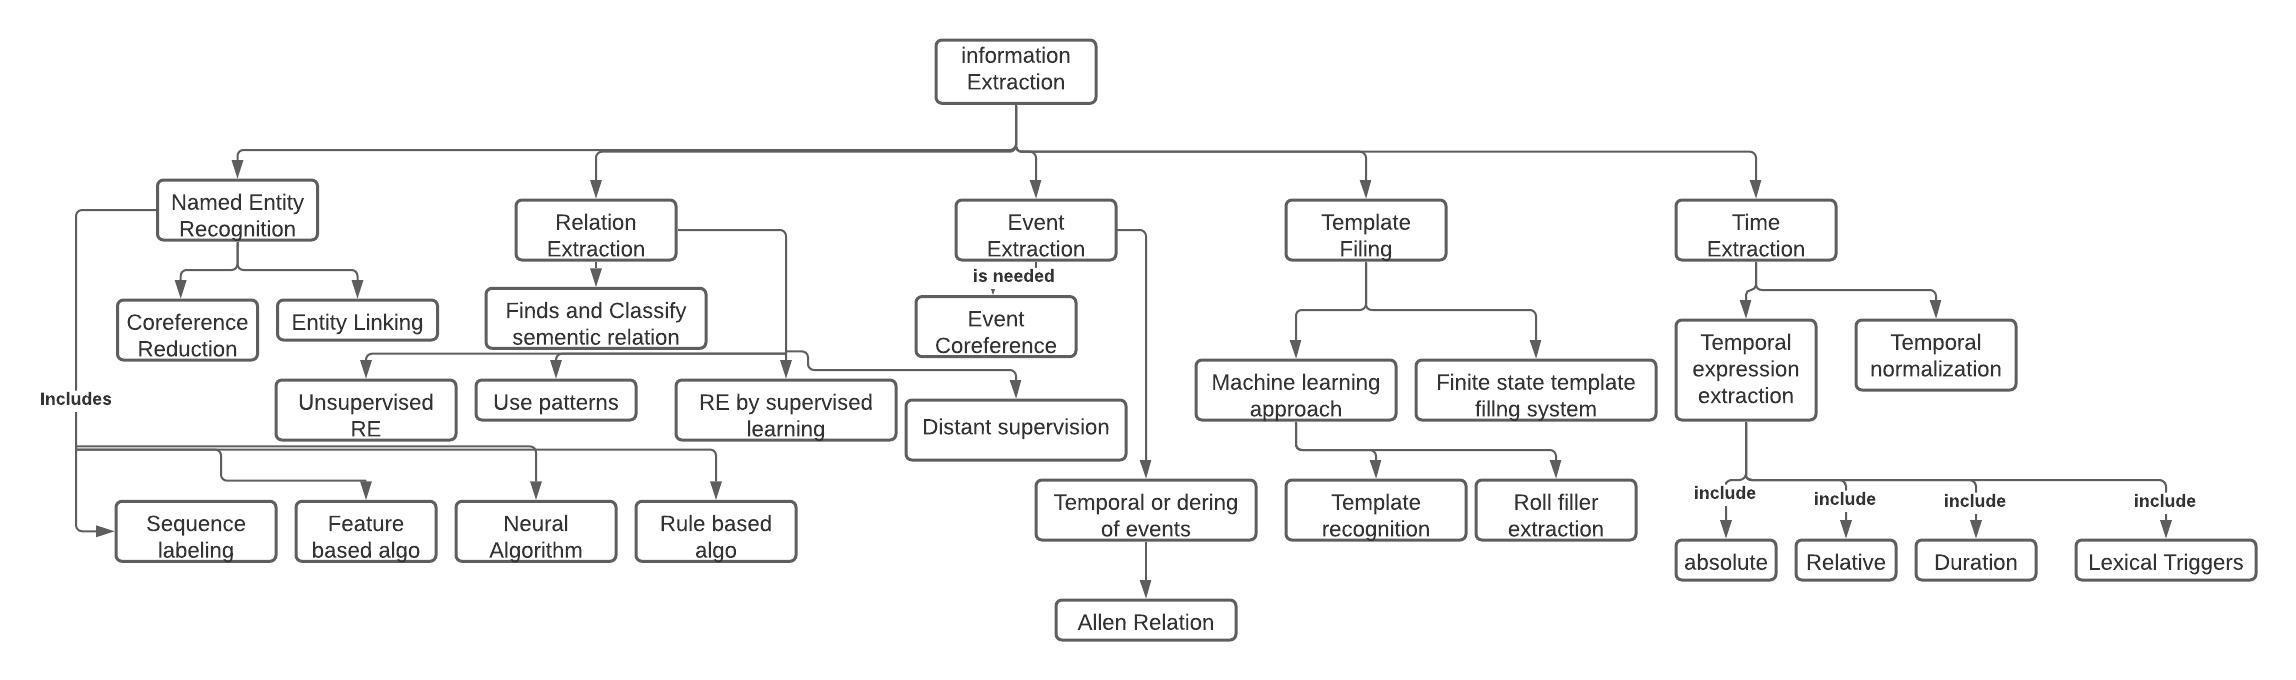 information
Extraction
Named Entity
Recognition
Relation
Extraction
Event
Extraction
Template
Filing
Time
Extraction
is needed
Coreference
Reduction
Entity Linking
Finds and Classify
sementic relation
Event
Coreference
Temporal
expression
extraction
Temporal
normalization
Includes
Unsupervised
RE
Use patterns
RE by supervised
learning
Distant supervision
Machine learning
approach
Finite state template
fillng system
Sequence
labeling
Feature
based algo
Neural
Algorithm
Rule based
algo
Temporal or dering
of events
Template
recognition
Roll filler
extraction
include
include
include
include
absolute
Relative
Duration
Lexical Triggers
Allen Relation